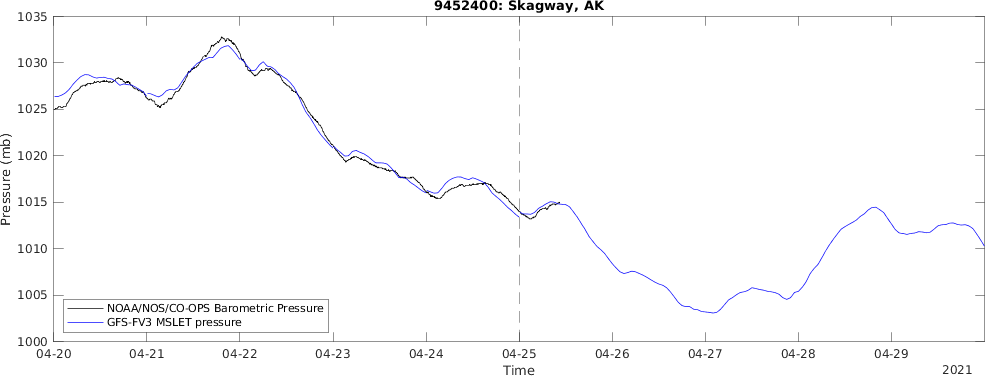 9452400: Skagway, AK
Pressure (mb)
1035
1030
1025
1020
1015
1010
1005
1000
NOAA/NOS/CO-OPS Barometric Pressure
GFS-FV3 MSLET pressure
04-20 04-21 04-22 04-23 04-24 04-25 04-26 04-27 04-28 04-29
Time
2021